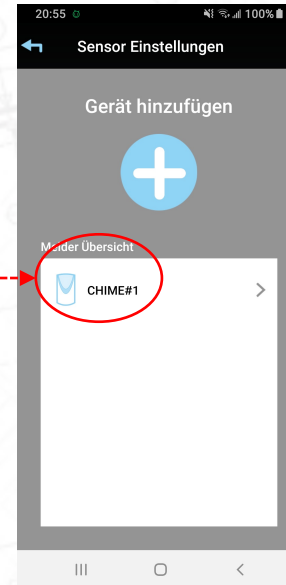 20:55 100%
Sensor Einstellungen
Gerät hinzufügen
Melder Übersicht
CHIME#1